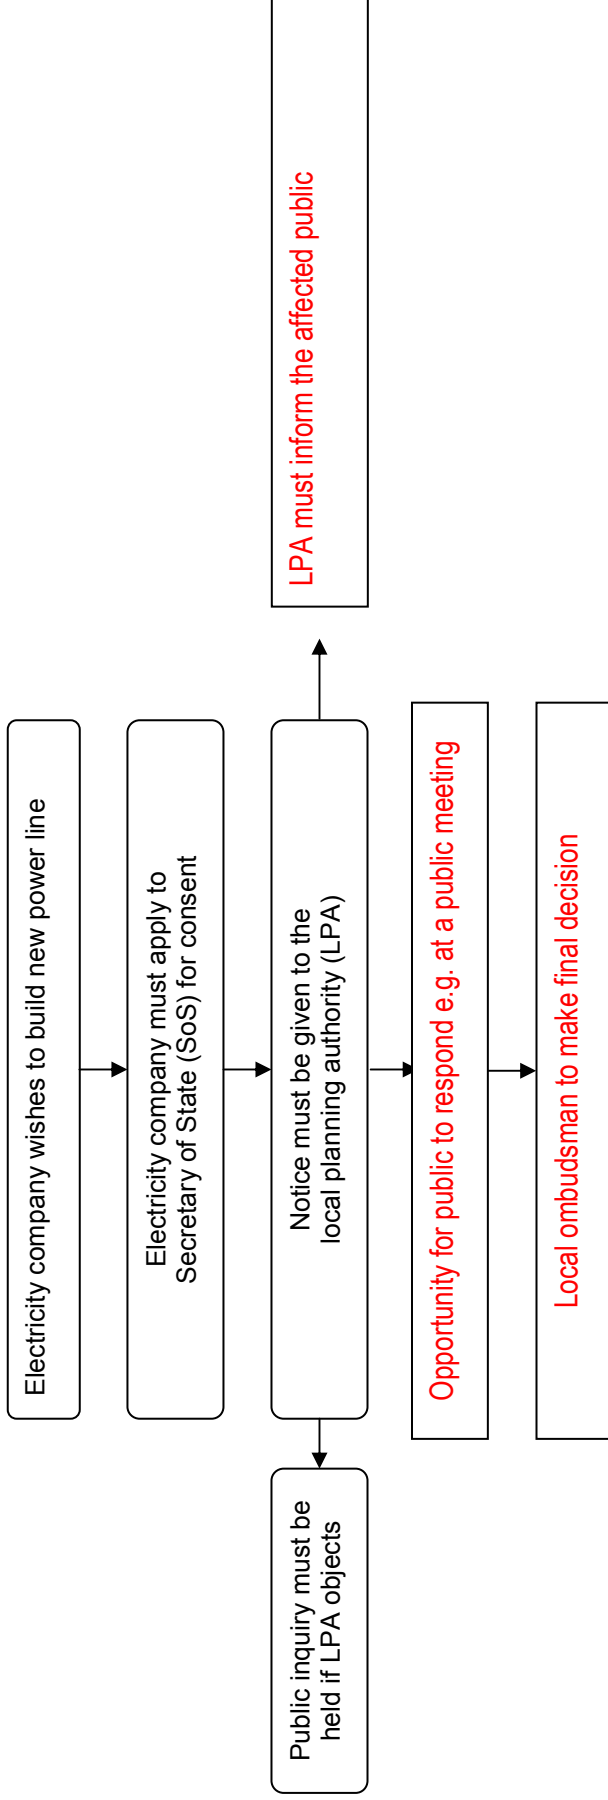 Electricity company wishes to build new power line
Electricity company must apply to
Secretary of State (SoS) for consent
Public inquiry must be
held if LPA objects
Notice must be given to the
local planning authority (LPA)
LPA must inform the affected public
Opportunity for public to respond e.g. at a public meeting
Local ombudsman to make final decision